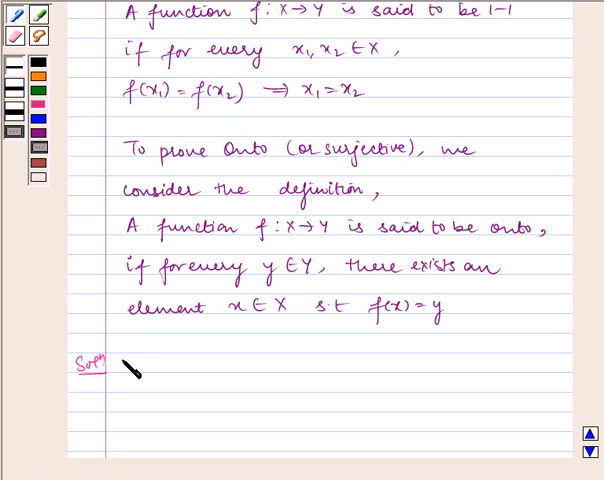 A function f: X→Y is said to be 1-1
if for every x₁, x₂ ∈ X,
f(x₁) = f(x₂) ⟹ x₁ = x₂
To prove Onto (or surjective), we
consider the definition,
A function f: X→Y is said to be onto,
if for every y ∈ Y, there exists an
element x ∈ X s.t f(x) = y
Solⁿ